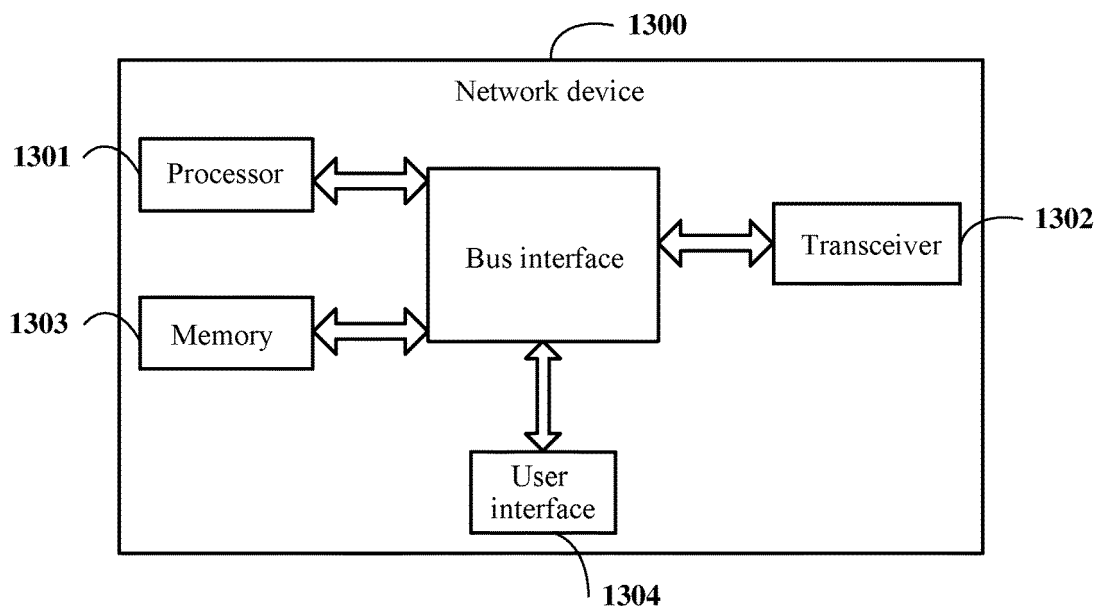 1300
Network device
1301
Processor
Bus interface
Transceiver
1302
1303
Memory
User
interface
1304